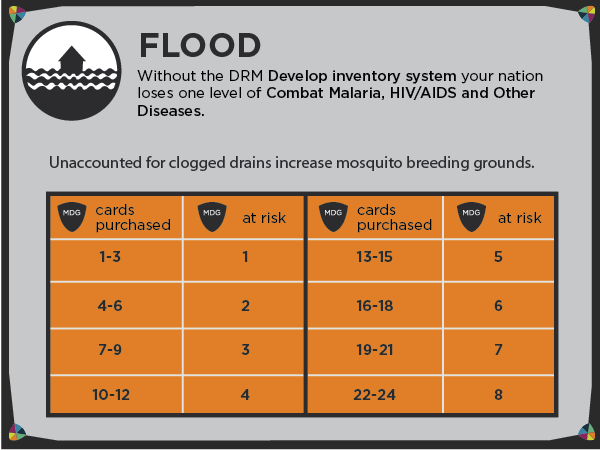 FLOOD
Without the DRM Develop inventory system your nation
loses one level of Combat Malaria, HIV/AIDS and Other
Diseases.
Unaccounted for clogged drains increase mosquito breeding grounds.
MDG cards purchased MDG at risk MDG cards purchased MDG at risk
1-3 1 13-15 5
4-6 2 16-18 6
7-9 3 19-21 7
10-12 4 22-24 8